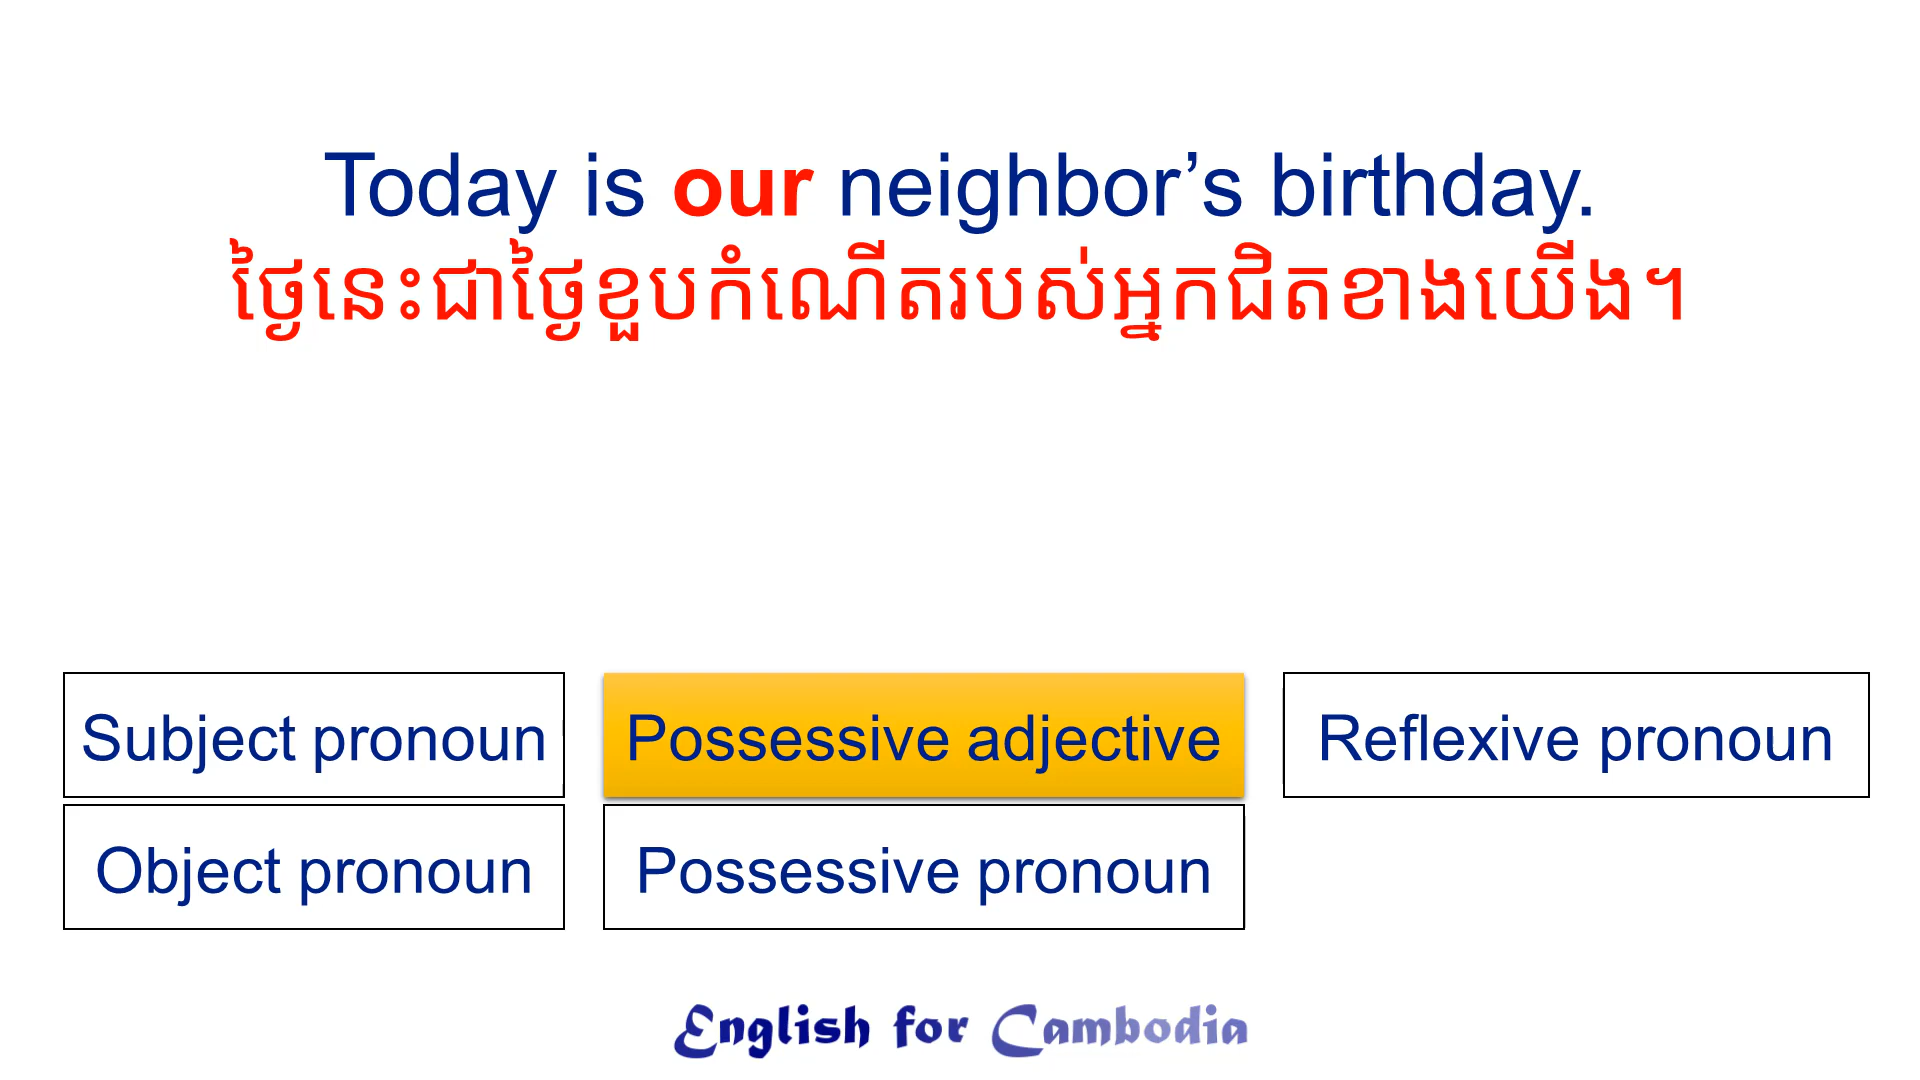 Today is our neighbor’s birthday.
ថ្ងៃនេះជាថ្ងៃខួបកំណើតរបស់អ្នកជិតខាងយើង។
Subject pronoun
Possessive adjective
Reflexive pronoun
Object pronoun
Possessive pronoun
English for Cambodia